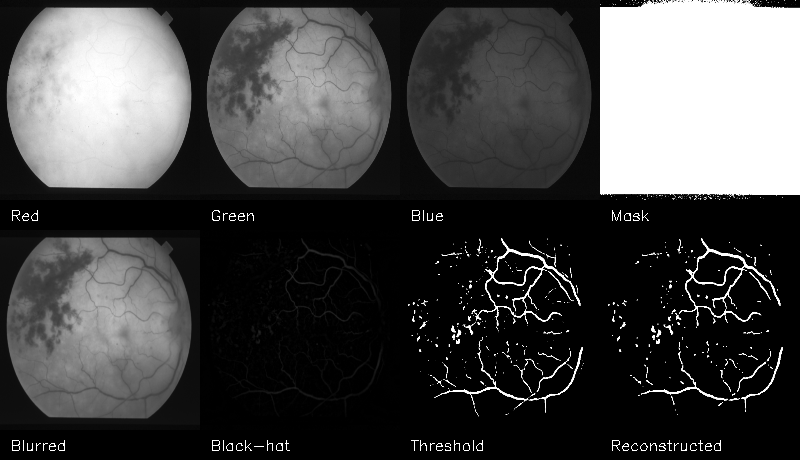 Red
Green
Blue
Mask
Blurred
Black-hat
Threshold
Reconstructed